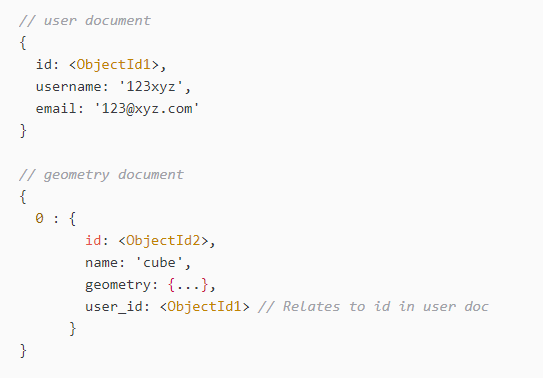 // user document
{
  id: <ObjectId1>,
  username: '123xyz',
  email: '123@xyz.com'
}
// geometry document
{
  0 : {
        id: <ObjectId2>,
        name: 'cube',
        geometry: {...},
        user_id: <ObjectId1> // Relates to id in user doc
      }
}